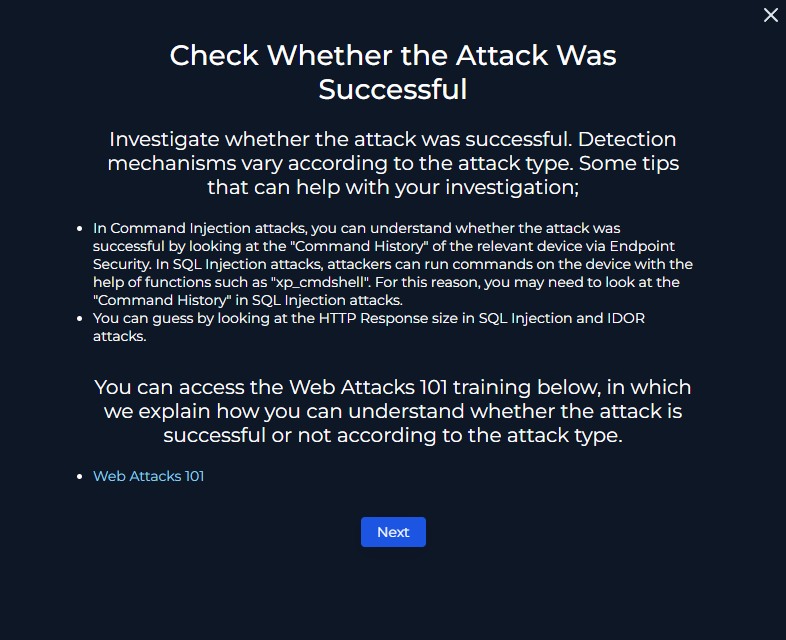 Check Whether the Attack Was
Successful
Investigate whether the attack was successful. Detection
mechanisms vary according to the attack type. Some tips
that can help with your investigation;
In Command Injection attacks, you can understand whether the attack was
successful by looking at the "Command History" of the relevant device via Endpoint
Security. In SQL Injection attacks, attackers can run commands on the device with the
help of functions such as "xp_cmdshell". For this reason, you may need to look at the
"Command History" in SQL Injection attacks.
You can guess by looking at the HTTP Response size in SQL Injection and IDOR
attacks.
You can access the Web Attacks 101 training below, in which
we explain how you can understand whether the attack is
successful or not according to the attack type.
Web Attacks 101
Next